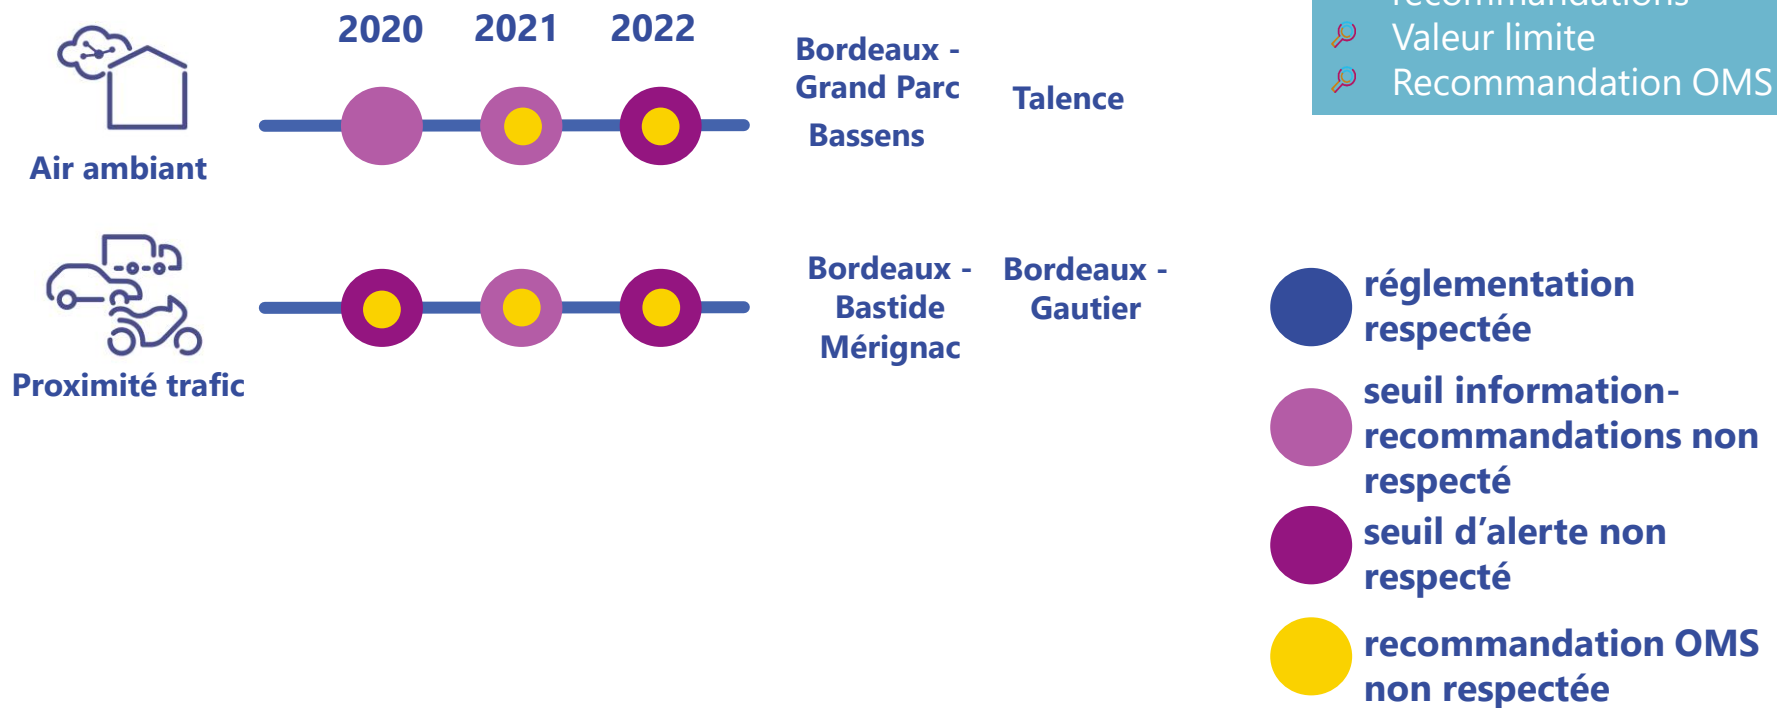 recommandations
Valeur limite
Recommandation OMS
2020 2021 2022
Bordeaux -
Grand Parc
Bassens
Talence
Air ambiant
Bordeaux -
Bastide
Mérignac
Bordeaux -
Gautier
Proximité trafic
réglementation
respectée
seuil information-
recommandations non
respecté
seuil d’alerte non
respecté
recommandation OMS
non respectée